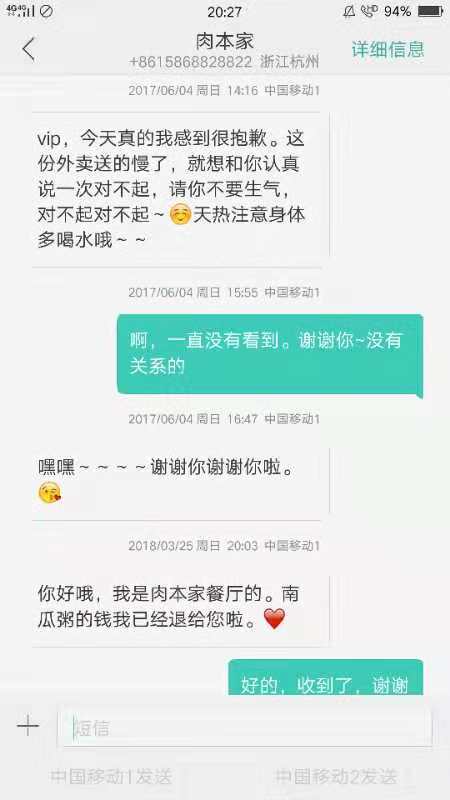 4G 4G 20:27 94%
肉本家
+8615868828822 浙江杭州
详细信息
2017/06/04 周日 14:16 中国移动1
vip，今天真的我感到很抱歉。这
份外卖送的慢了，就想和你认真
说一次对不起，请你不要生气，
对不起对不起～☺️天热注意身体
多喝水哦～～
2017/06/04 周日 15:55 中国移动1
啊，一直没有看到。谢谢你~没有
关系的
2017/06/04 周日 16:47 中国移动1
嘿嘿～～～～谢谢你谢谢你啦。
😘
2018/03/25 周日 20:03 中国移动1
你好哦，我是肉本家餐厅的。南
瓜粥的钱我已经退给您啦。❤️
好的，收到了，谢谢
短信
中国移动1发送 中国移动2发送